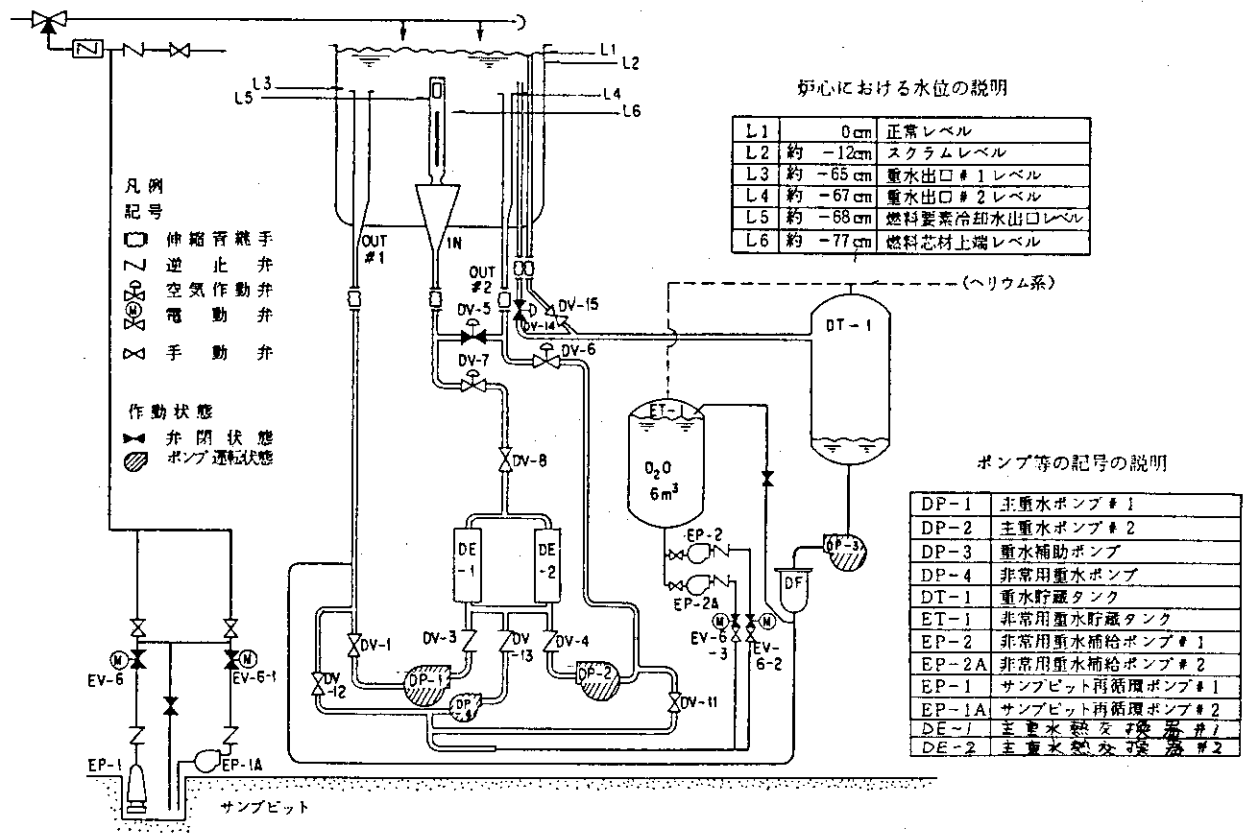 L1
L2
L3
L4
L5
L6
炉心における水位の説明
L1 0cm 正常レベル
L2 約 -12cm スクラムレベル
L3 約 -65cm 重水出口#1レベル
L4 約 -67cm 重水出口#2レベル
L5 約 -68cm 燃料要素冷却水出口レベル
L6 約 -77cm 燃料芯材上端レベル
凡例
記号
伸縮管継手
逆止弁
空気作動弁
M 電動弁
手動弁
作動状態
弁閉状態
ポンプ運転状態
OUT #1
IN
OUT #2
DV-5
DV-14
DV-15
DV-6
DV-7
DV-8
(ヘリウム系)
DT-1
ET-1
D2O
6m³
DE-1
DE-2
EP-2
EP-2A
DP-3
DF
M
EV-6-3
EV-6-2
M
DV-1
DV-3
DV-13
DV-4
DP-1
DP-2
DV-12
DP-4
DV-11
M
EV-6
EV-6-1
M
EP-1
EP-1A
サンプピット
ポンプ等の記号の説明
DP-1 主重水ポンプ#1
DP-2 主重水ポンプ#2
DP-3 重水補助ポンプ
DP-4 非常用重水ポンプ
DT-1 重水貯蔵タンク
ET-1 非常用重水貯蔵タンク
EP-2 非常用重水補給ポンプ#1
EP-2A 非常用重水補給ポンプ#2
EP-1 サンプピット再循環ポンプ#1
EP-1A サンプピット再循環ポンプ#2
DE-1 主重水熱交換器#1
DE-2 主重水熱交換器#2